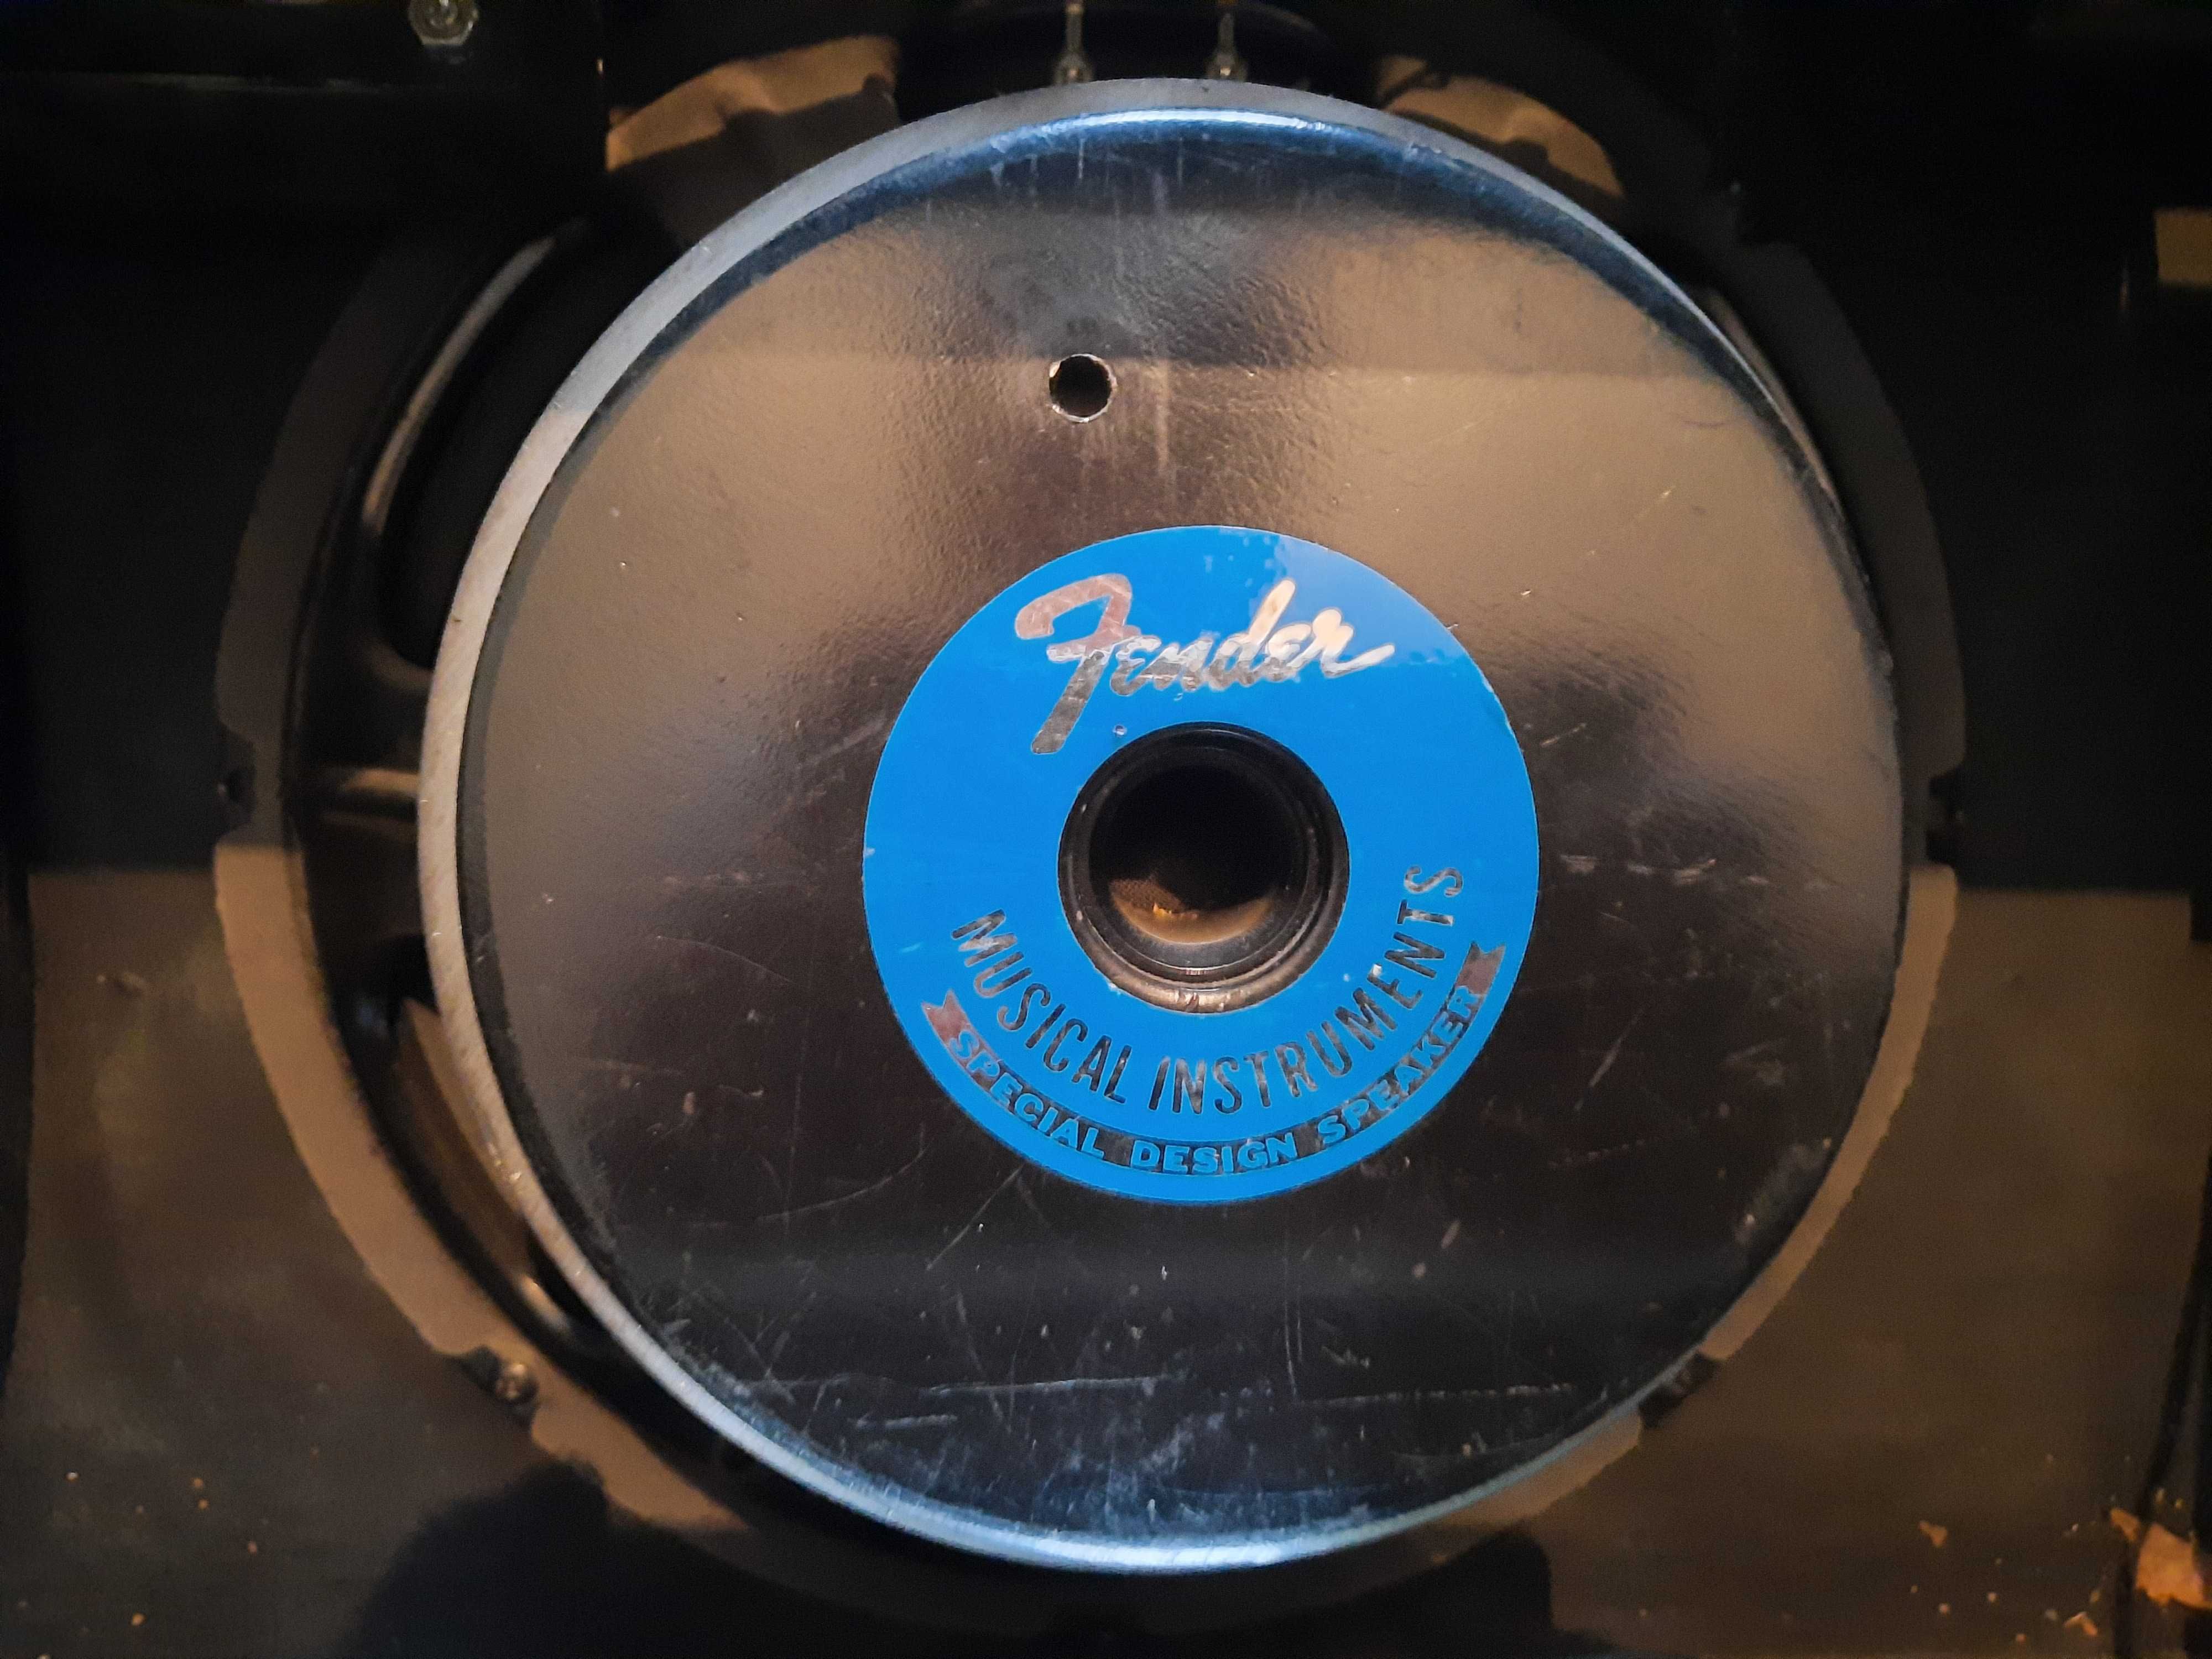 Fender
MUSICAL INSTRUMENTS
SPECIAL DESIGN SPEAKER